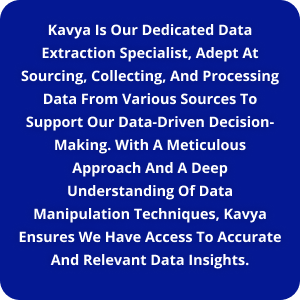 Kavya Is Our Dedicated Data
Extraction Specialist, Adept At
Sourcing, Collecting, And Processing
Data From Various Sources To
Support Our Data-Driven Decision-
Making. With A Meticulous
Approach And A Deep
Understanding Of Data
Manipulation Techniques, Kavya
Ensures We Have Access To Accurate
And Relevant Data Insights.